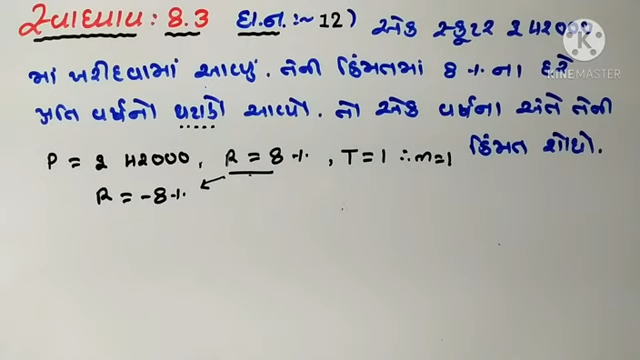 સ્વાધ્યાય : 8.3 દા.ન. :~ 12) એક સ્કૂટર ₹ 42000
માં ખરીદવામાં આવ્યું. તેની કિંમતમાં 8 % ના દરે
પ્રતિ વર્ષનો ઘટાડો આવ્યો. તો એક વર્ષના અંતે તેની
કિંમત શોધો.
P = ₹ 42000, R = 8 %, T = 1 ∴ n = 1
R = -8 %
KINEMASTER